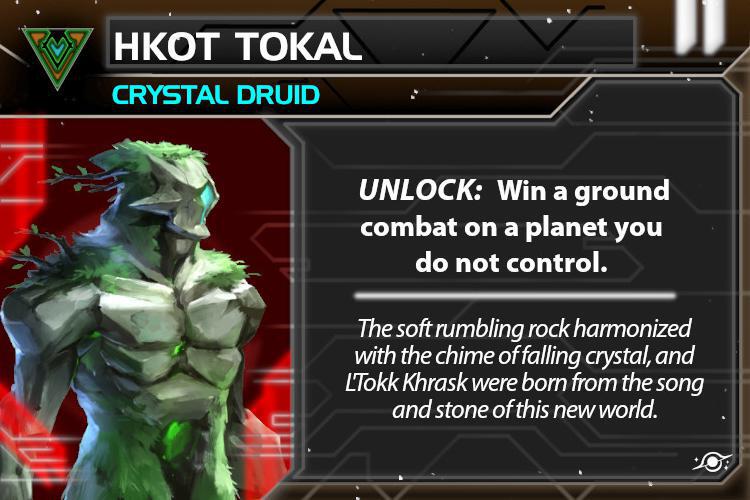 HKOT TOKAL
CRYSTAL DRUID
UNLOCK: Win a ground
combat on a planet you
do not control.
The soft rumbling rock harmonized
with the chime of falling crystal, and
L'Tokk Khrask were born from the song
and stone of this new world.